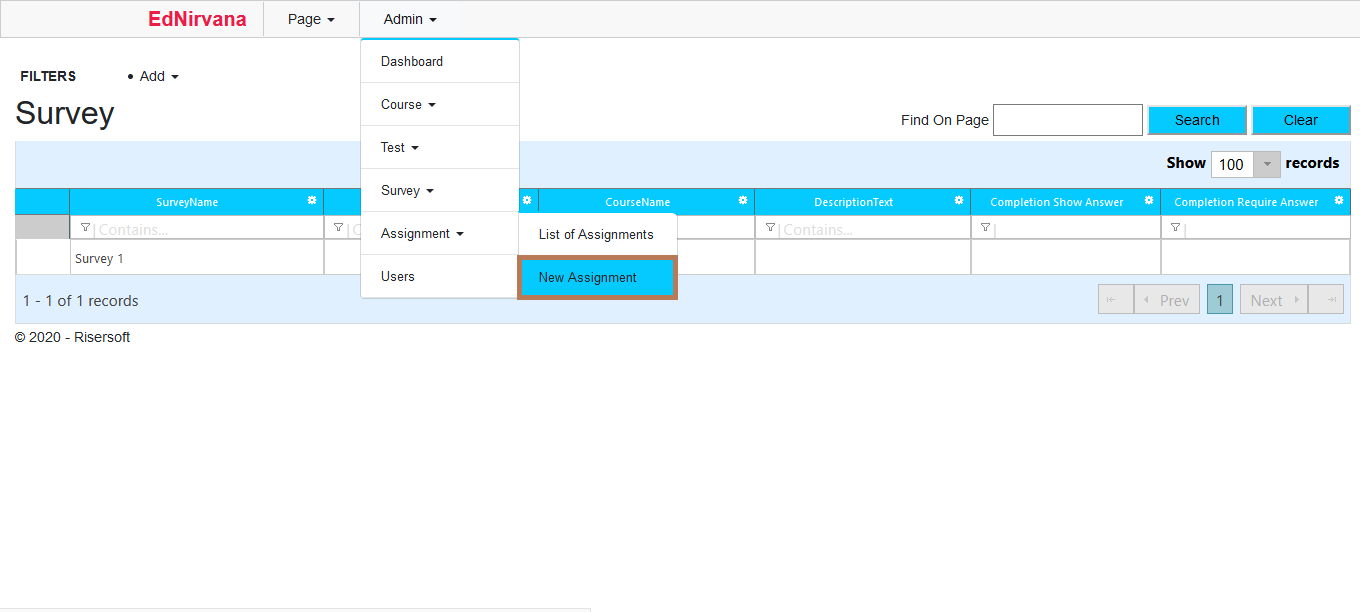 EdNirvana Page Admin
FILTERS • Add
Dashboard
Course
Test
Survey
Assignment
Users
List of Assignments
New Assignment
Survey
Find On Page Search Clear
Show 100 records
SurveyName CourseName DescriptionText Completion Show Answer Completion Require Answer
Contains... C Contains...
Survey 1
1 - 1 of 1 records Prev 1 Next
© 2020 - Risersoft